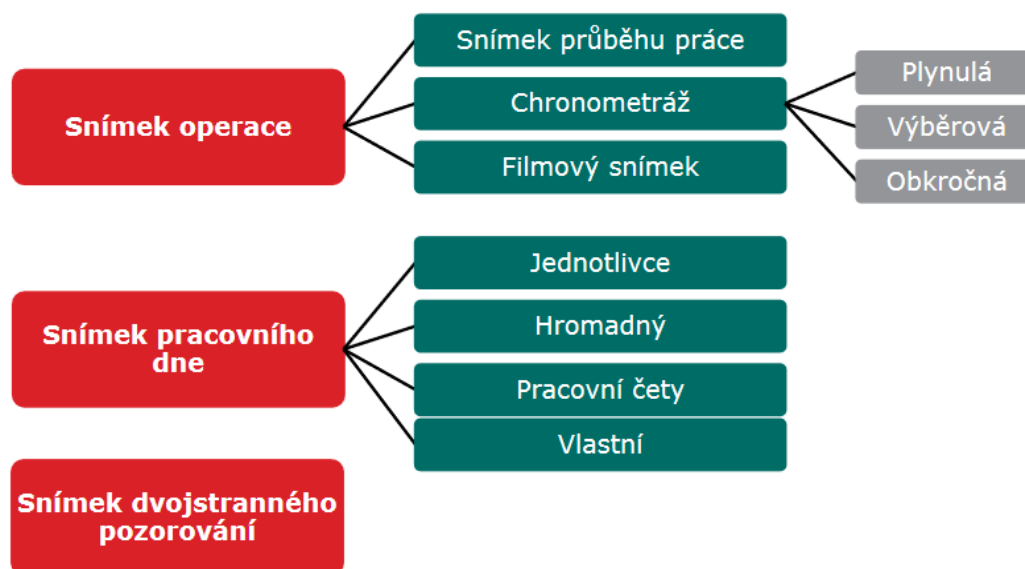 Snímek operace
Snímek průběhu práce
Chronometráž
Filmový snímek
Plynulá
Výběrová
Obkročná
Snímek pracovního
dne
Jednotlivce
Hromadný
Pracovní čety
Vlastní
Snímek dvojstranného
pozorování